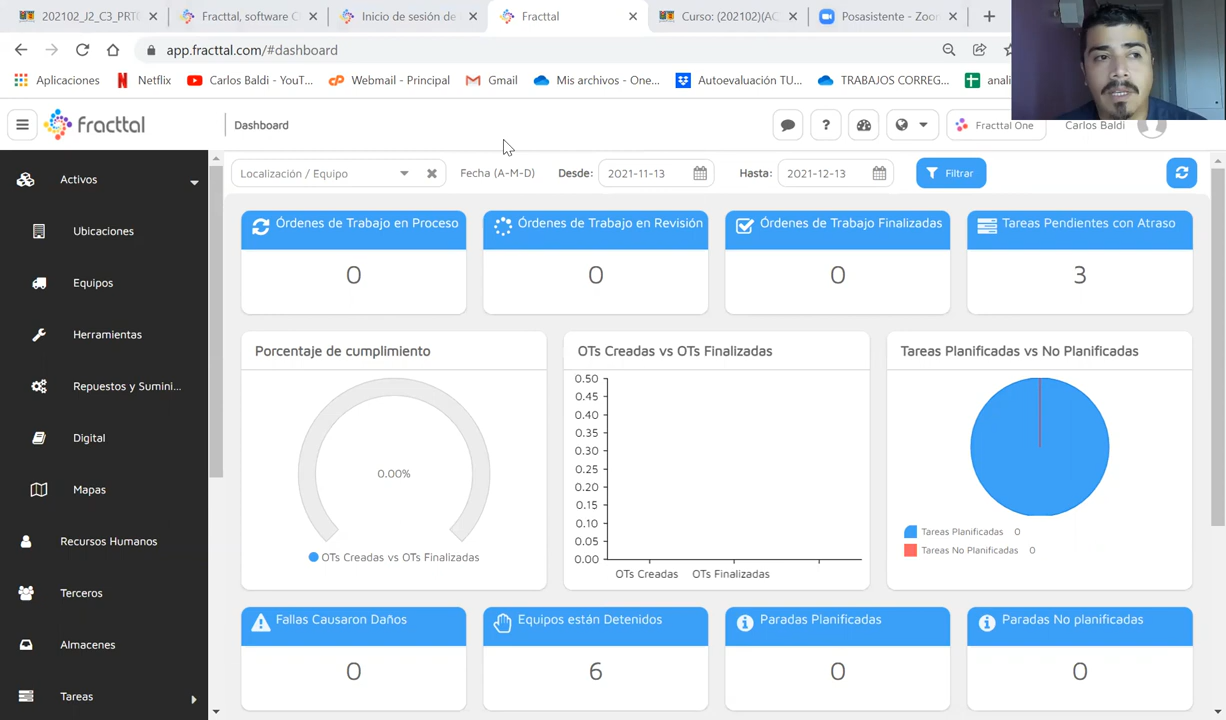 202102_J2_C3_PRT
Fracttal, software
Inicio de sesión de
Fracttal
Curso: (202102)(AC
Posasistente - Zoo
app.fracttal.com/#dashboard
Aplicaciones
Netflix
Carlos Baldi - YouT...
Webmail - Principal
Gmail
Mis archivos - One...
Autoevaluación TU...
TRABAJOS CORREG...
anali
fracttal
Dashboard
?
Fracttal One
Carlos Baldi
Localización / Equipo
Fecha (A-M-D)
Desde:
2021-11-13
Hasta:
2021-12-13
Filtrar
Activos
Ubicaciones
Equipos
Herramientas
Repuestos y Sumini...
Digital
Mapas
Recursos Humanos
Terceros
Almacenes
Tareas
Órdenes de Trabajo en Proceso
0
Órdenes de Trabajo en Revisión
0
Órdenes de Trabajo Finalizadas
0
Tareas Pendientes con Atraso
3
Porcentaje de cumplimiento
0.00%
OTs Creadas vs OTs Finalizadas
OTs Creadas vs OTs Finalizadas
0.50
0.45
0.40
0.35
0.30
0.25
0.20
0.15
0.10
0.05
0.00
OTs Creadas OTs Finalizadas
Tareas Planificadas vs No Planificadas
Tareas Planificadas 0
Tareas No Planificadas 0
Fallas Causaron Daños
0
Equipos están Detenidos
6
Paradas Planificadas
0
Paradas No planificadas
0